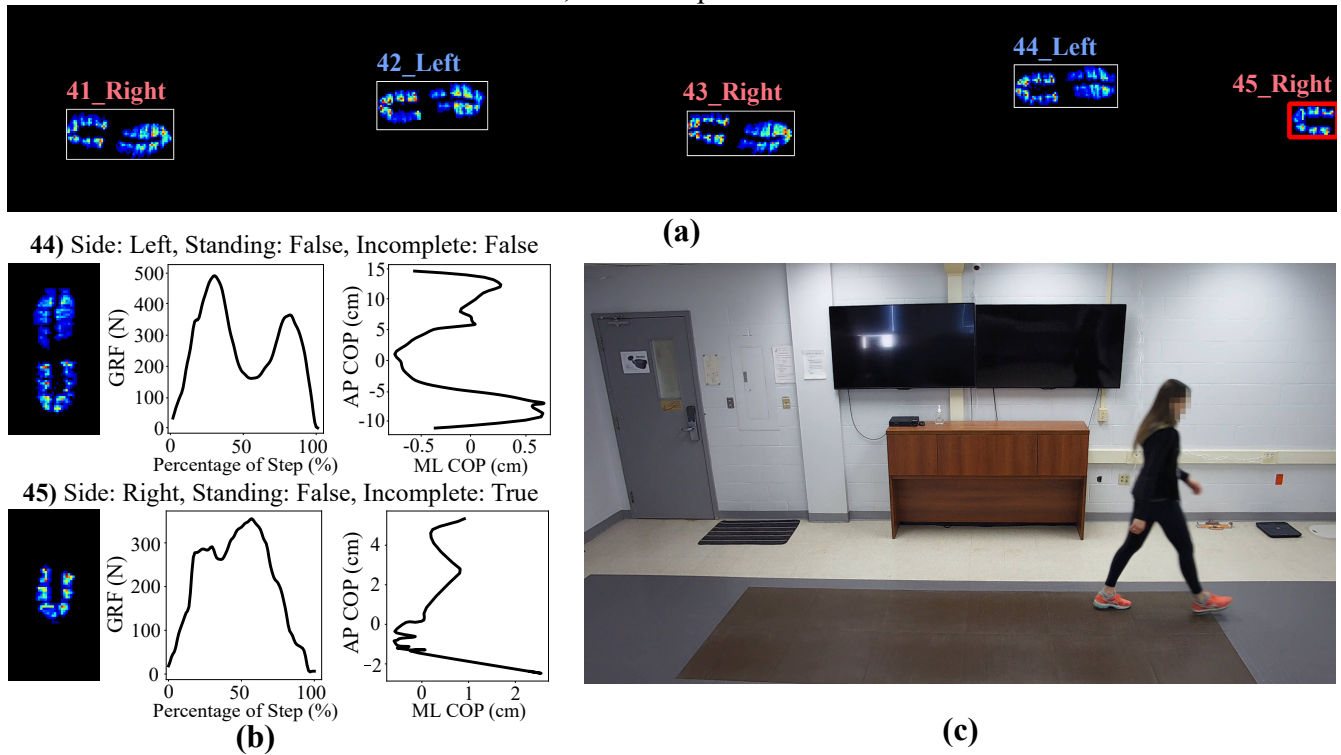 41_Right
42_Left
43_Right
44_Left
45_Right
(a)
44) Side: Left, Standing: False, Incomplete: False
GRF (N)
500
400
300
200
100
0
0
50
100
Percentage of Step (%)
AP COP (cm)
15
10
5
0
-5
-10
-0.5
0
0.5
ML COP (cm)
45) Side: Right, Standing: False, Incomplete: True
GRF (N)
300
200
100
0
0
50
100
Percentage of Step (%)
AP COP (cm)
4
2
0
−2
0
1
2
ML COP (cm)
(b)
(c)